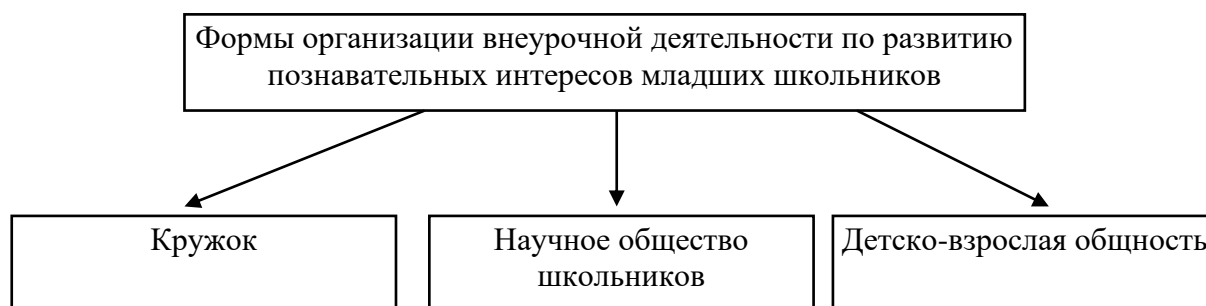 Формы организации внеурочной деятельности по развитию
познавательных интересов младших школьников
Кружок
Научное общество
школьников
Детско-взрослая общность